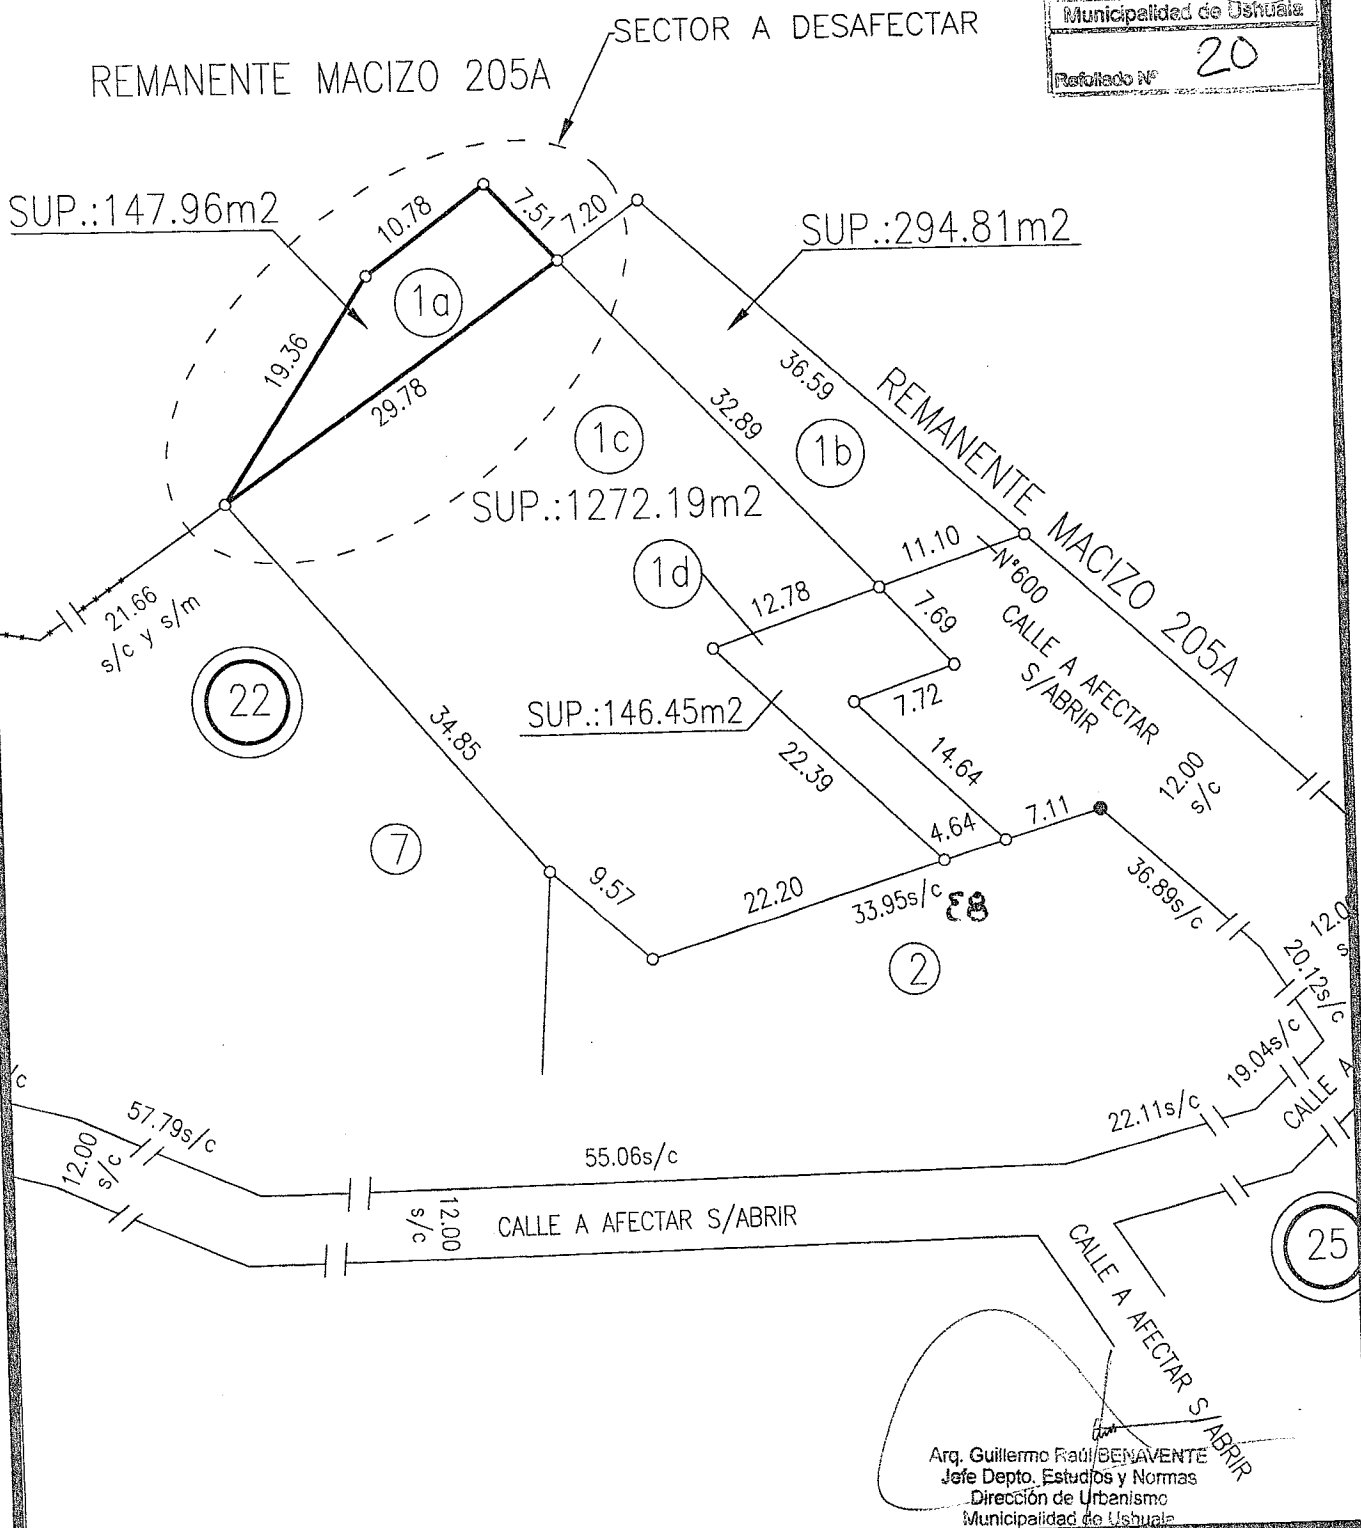 SECTOR A DESAFECTAR
Municipalidad de Ushuaia
20
Refoliado Nº
REMANENTE MACIZO 205A
SUP.:147.96m2
10.78
7.51
7.20
SUP.:294.81m2
1a
19.36
29.78
36.59
32.89
REMANENTE MACIZO 205A
1c
1b
SUP.:1272.19m2
11.10
N°600
1d
12.78
7.69
CALLE A AFECTAR
S/ABRIR
21.66
s/c y s/m
22
7.72
SUP.:146.45m2
34.85
22.39
14.64
12.00
s/c
7
4.64
7.11
9.57
22.20
33.95s/c
36.89s/c
2
20.12s/c
19.04s/c
/c
57.79s/c
12.00
s/c
55.06s/c
22.11s/c
CALLE A
12.00
s/c
CALLE A AFECTAR S/ABRIR
25
CALLE A AFECTAR S/ABRIR
Arq. Guillermo Raúl BENAVENTE
Jefe Depto. Estudios y Normas
Dirección de Urbanismo
Municipalidad de Ushuaia